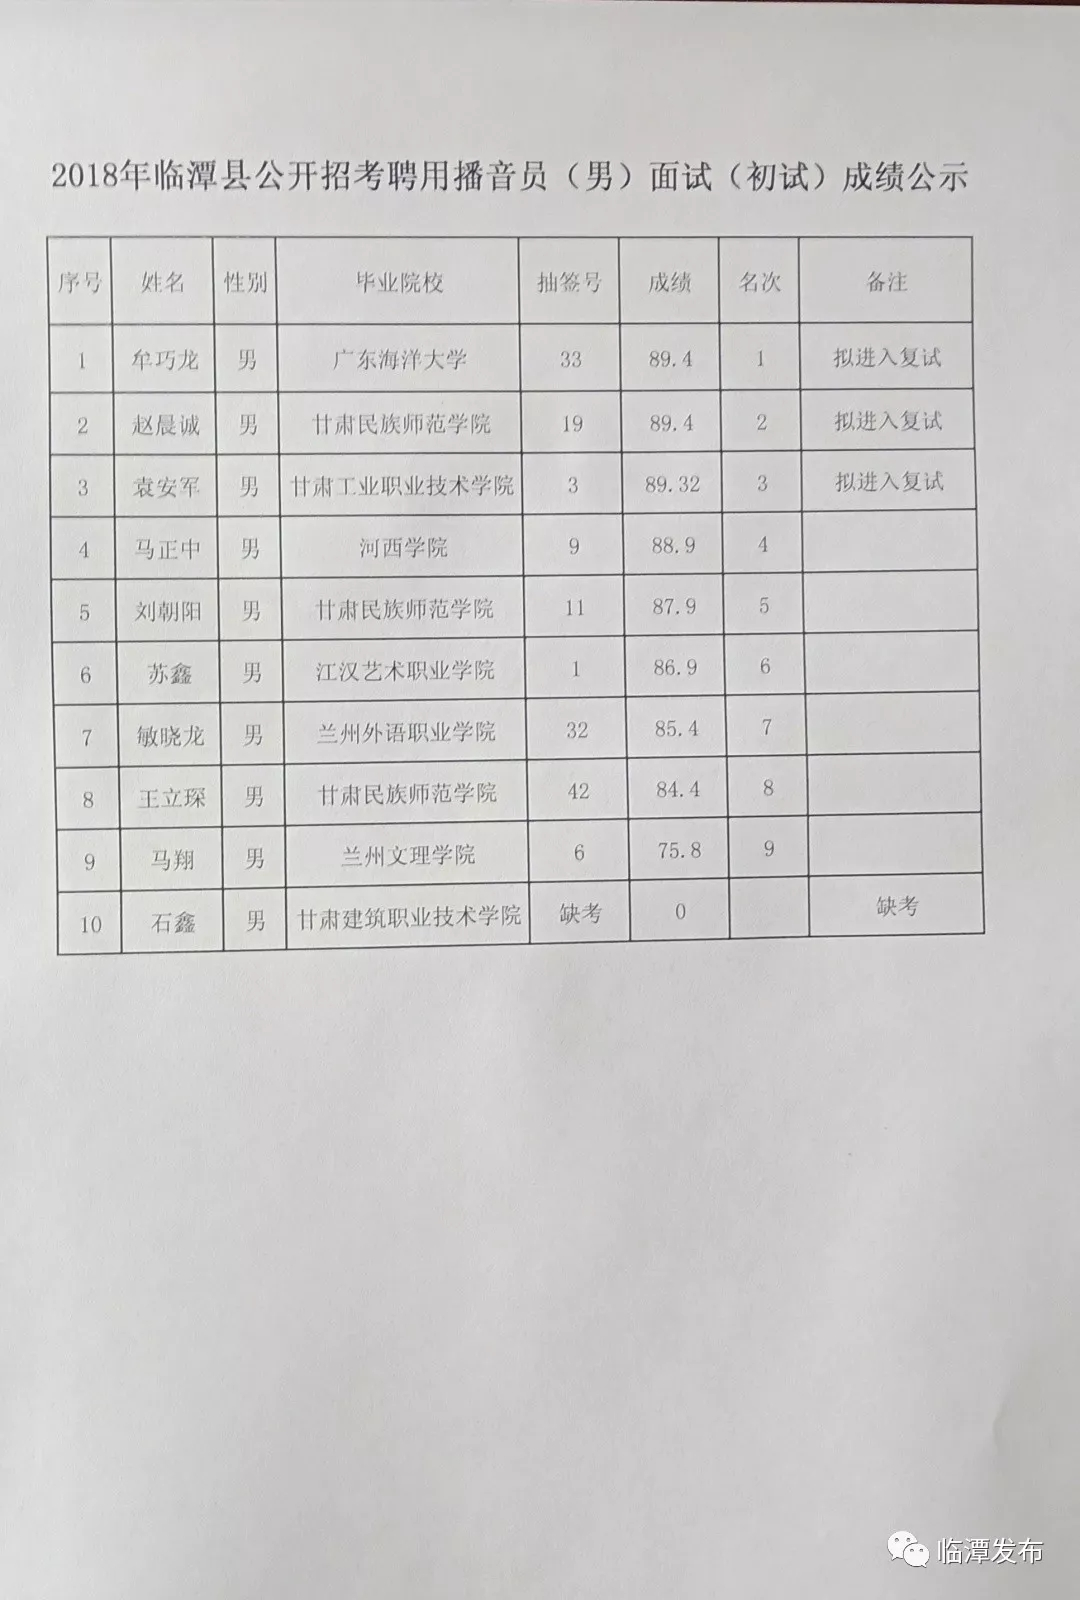 2018年临潭县公开招考聘用播音员（男）面试（初试）成绩公示
序号 姓名 性别 毕业院校 抽签号 成绩 名次 备注
1 牟巧龙 男 广东海洋大学 33 89.4 1 拟进入复试
2 赵晨诚 男 甘肃民族师范学院 19 89.4 2 拟进入复试
3 袁安军 男 甘肃工业职业技术学院 3 89.32 3 拟进入复试
4 马正中 男 河西学院 9 88.9 4
5 刘朝阳 男 甘肃民族师范学院 11 87.9 5
6 苏鑫 男 江汉艺术职业学院 1 86.9 6
7 敏晓龙 男 兰州外语职业学院 32 85.4 7
8 王立琛 男 甘肃民族师范学院 42 84.4 8
9 马翔 男 兰州文理学院 6 75.8 9
10 石鑫 男 甘肃建筑职业技术学院 缺考 0 缺考
临潭发布